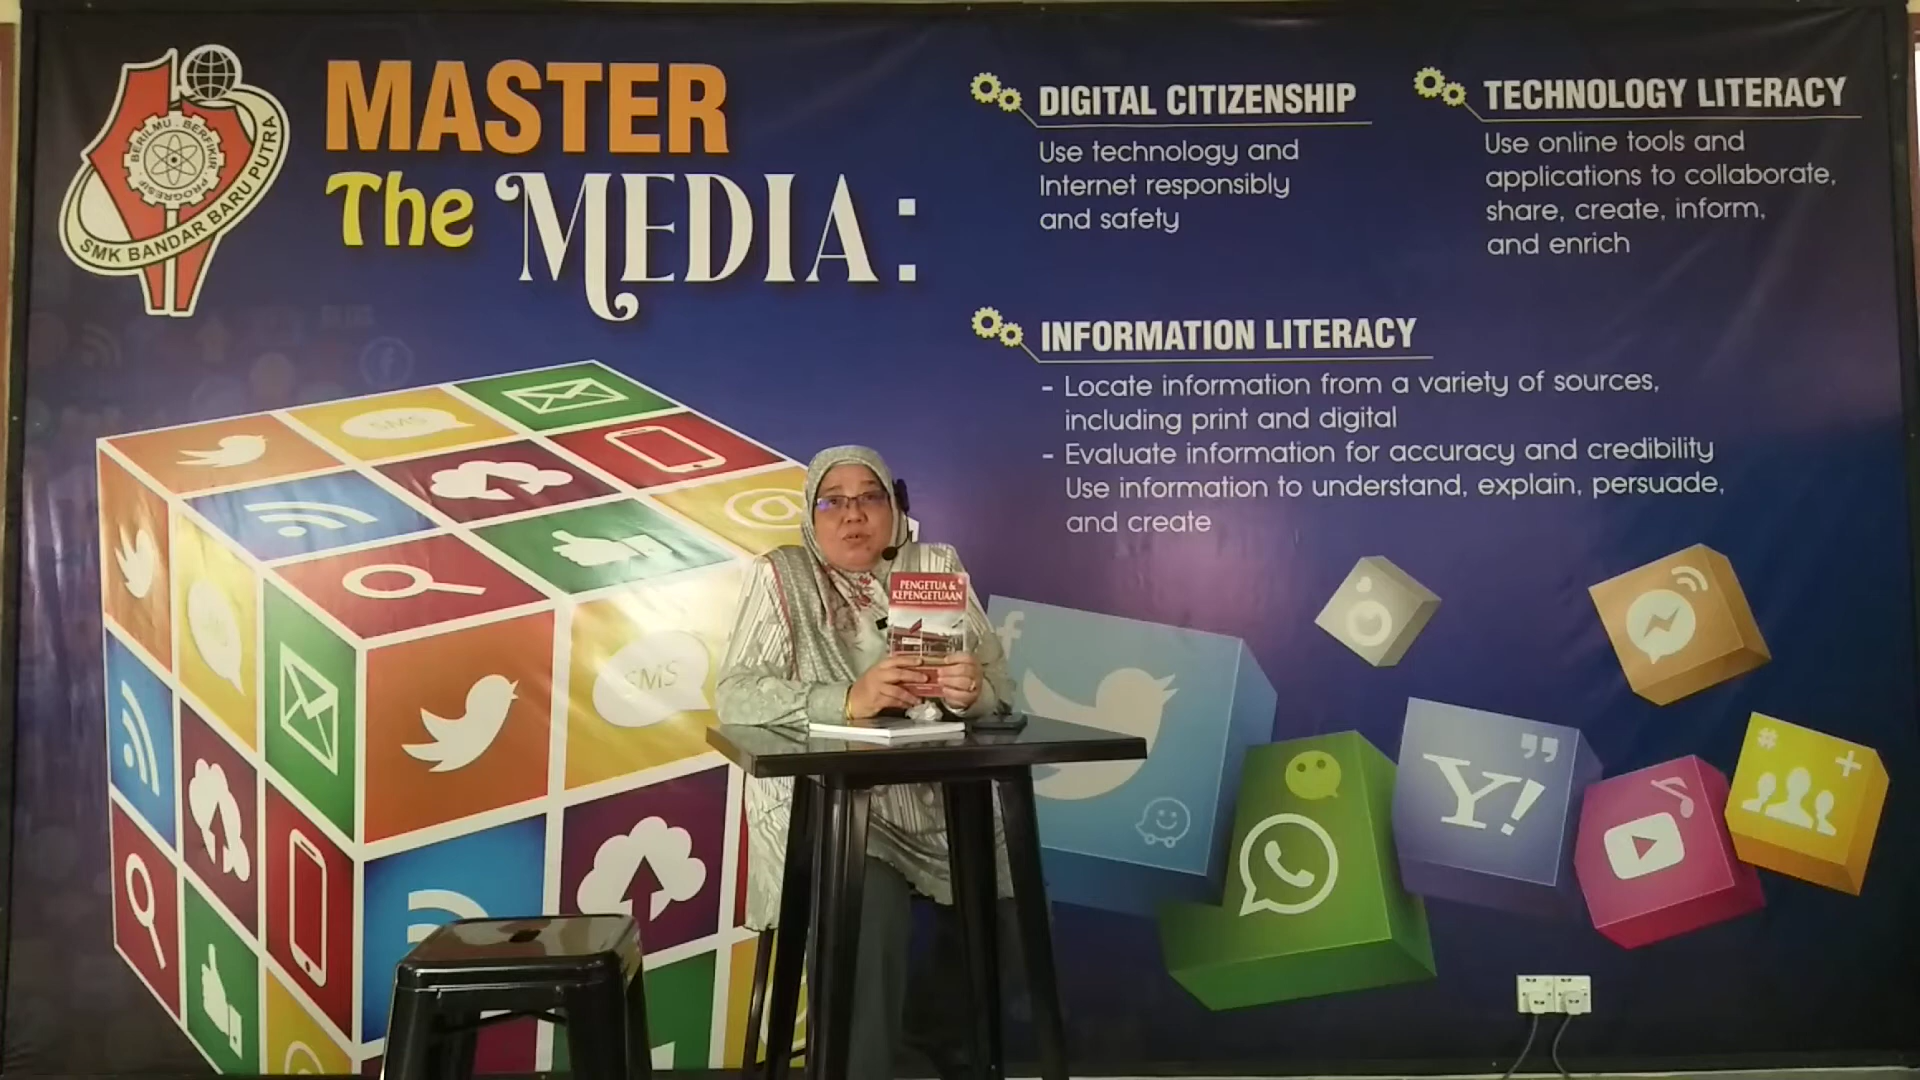 BERILMU . BERFIKIR . PROGRESIF
SMK BANDAR BARU PUTRA
MASTER
The MEDIA:
DIGITAL CITIZENSHIP
Use technology and
Internet responsibly
and safety
TECHNOLOGY LITERACY
Use online tools and
applications to collaborate,
share, create, inform,
and enrich
INFORMATION LITERACY
- Locate information from a variety of sources,
including print and digital
- Evaluate information for accuracy and credibility
Use information to understand, explain, persuade,
and create
SMS
@
SMS
SMS
PENGETUA &
KEPENGETUAAN
f
Y!
#
+